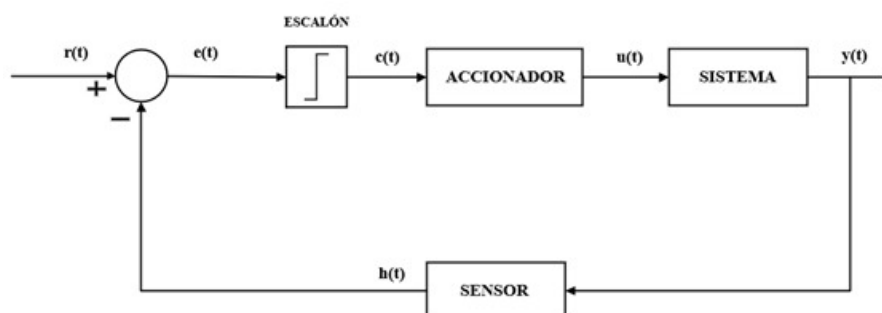 ESCALÓN
r(t)
e(t)
c(t)
ACCIONADOR
u(t)
SISTEMA
y(t)
+
−
h(t)
SENSOR